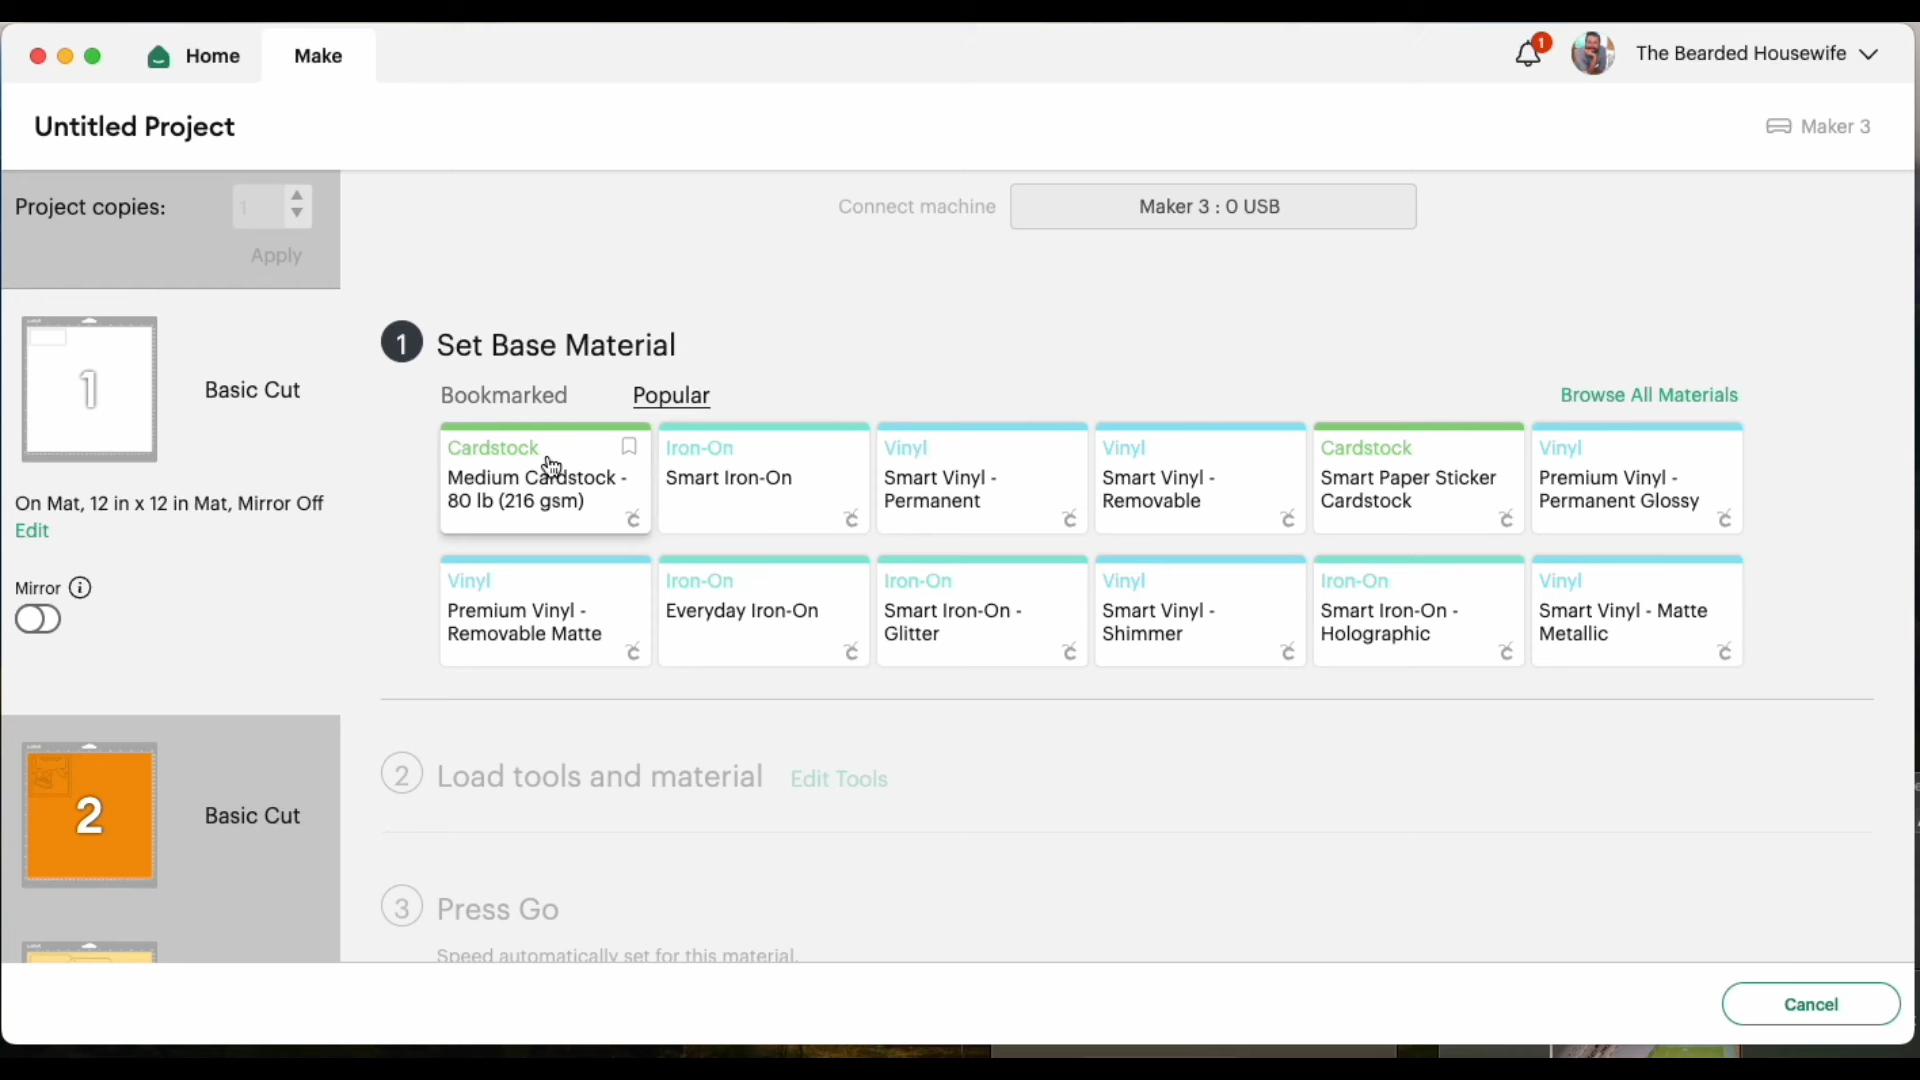 Home
Make
1
The Bearded Housewife
Untitled Project
Maker 3
Project copies:
1
Apply
Connect machine
Maker 3 : 0 USB
1
Basic Cut
On Mat, 12 in x 12 in Mat, Mirror Off
Edit
Mirror
2
Basic Cut
1 Set Base Material
Bookmarked
Popular
Browse All Materials
Cardstock
Medium Cardstock -
80 lb (216 gsm)
Iron-On
Smart Iron-On
Vinyl
Smart Vinyl -
Permanent
Vinyl
Smart Vinyl -
Removable
Cardstock
Smart Paper Sticker
Cardstock
Vinyl
Premium Vinyl -
Permanent Glossy
Vinyl
Premium Vinyl -
Removable Matte
Iron-On
Everyday Iron-On
Iron-On
Smart Iron-On -
Glitter
Vinyl
Smart Vinyl -
Shimmer
Iron-On
Smart Iron-On -
Holographic
Vinyl
Smart Vinyl - Matte
Metallic
2 Load tools and material
Edit Tools
3 Press Go
Speed automatically set for this material.
Cancel